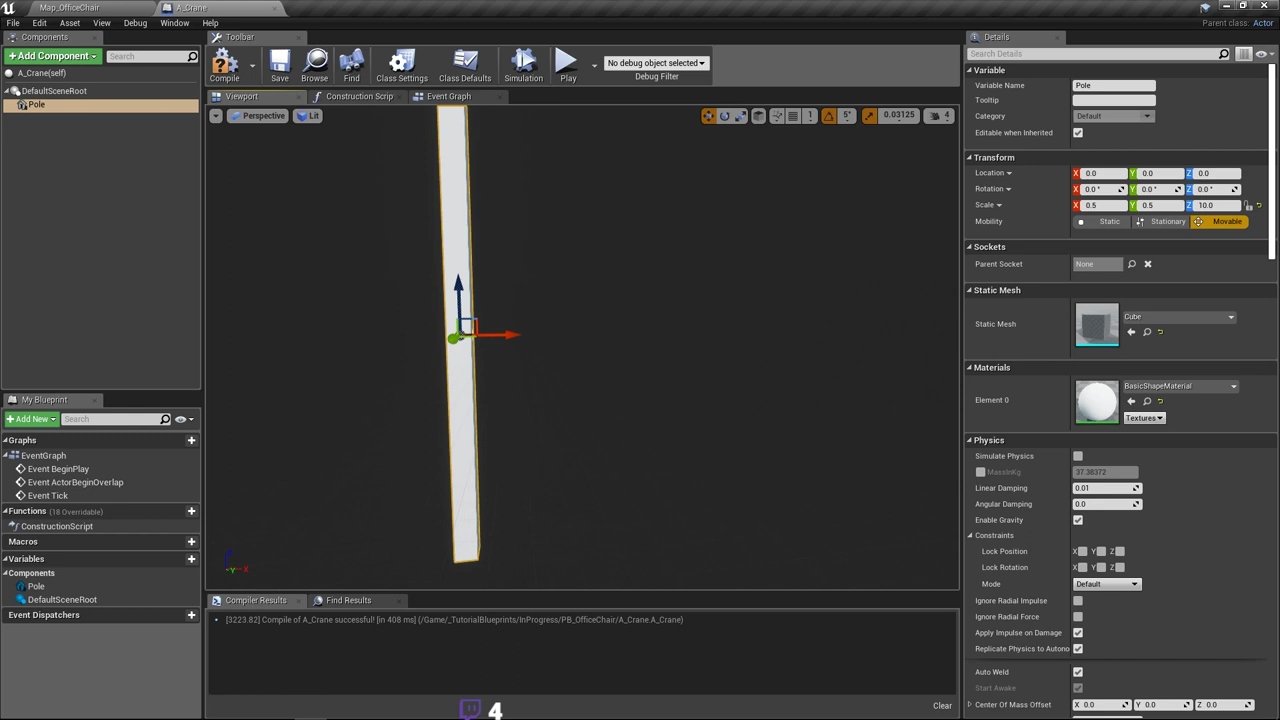 Map_OfficeChair
A_Crane
File Edit Asset View Debug Window Help
Parent class: Actor
Components
Add Component
Search
A_Crane(self)
DefaultSceneRoot
Pole
Toolbar
Compile
Save
Browse
Find
Class Settings
Class Defaults
Simulation
Play
No debug object selected
Debug Filter
Viewport
Construction Scrip
Event Graph
Perspective
Lit
1
5°
0.03125
4
Details
Search Details
Variable
Variable Name Pole
Tooltip
Category Default
Editable when Inherited
Transform
Location X 0.0 Y 0.0 Z 0.0
Rotation X 0.0 ° Y 0.0 ° Z 0.0 °
Scale X 0.5 Y 0.5 Z 10.0
Mobility Static Stationary Movable
Sockets
Parent Socket None
Static Mesh
Static Mesh Cube
Materials
Element 0 BasicShapeMaterial
Textures
Physics
Simulate Physics
MassInKg 37.38372
Linear Damping 0.01
Angular Damping 0.0
Enable Gravity
Constraints
Lock Position X Y Z
Lock Rotation X Y Z
Mode Default
Ignore Radial Impulse
Ignore Radial Force
Apply Impulse on Damage
Replicate Physics to Autono
Auto Weld
Start Awake
Center Of Mass Offset X 0.0 Y 0.0 Z 0.0
My Blueprint
Add New
Search
Graphs
EventGraph
Event BeginPlay
Event ActorBeginOverlap
Event Tick
Functions (18 Overridable)
ConstructionScript
Macros
Variables
Components
Pole
DefaultSceneRoot
Event Dispatchers
Z
Y X
Compiler Results
Find Results
[3223.82] Compile of A_Crane successful! [in 408 ms] (/Game/_TutorialBlueprints/InProgress/PB_OfficeChair/A_Crane.A_Crane)
Clear
4